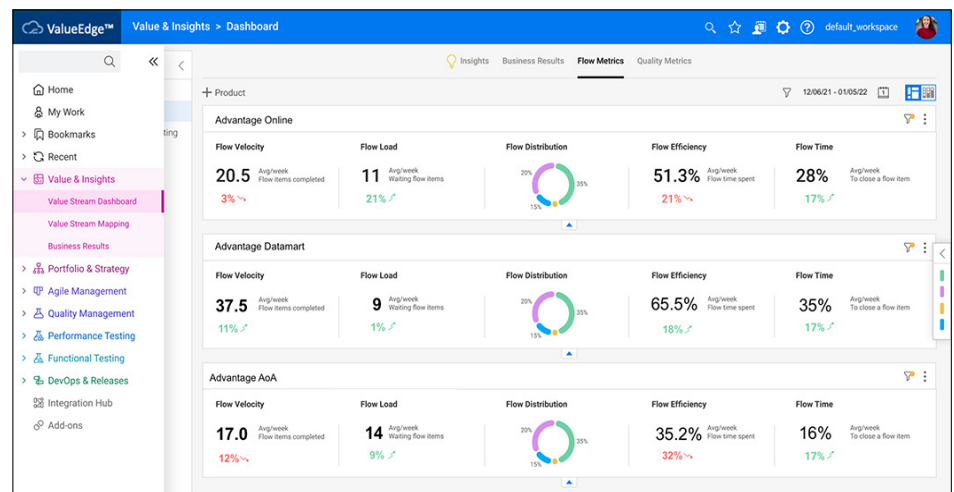 ValueEdge™
Value & Insights > Dashboard
default_workspace
Home
My Work
Bookmarks
Recent
Value & Insights
Value Stream Dashboard
Value Stream Mapping
Business Results
Portfolio & Strategy
Agile Management
Quality Management
Performance Testing
Functional Testing
DevOps & Releases
Integration Hub
Add-ons
ting
Insights Business Results Flow Metrics Quality Metrics
+ Product
12/06/21 - 01/05/22
1
Advantage Online
Flow Velocity Flow Load Flow Distribution Flow Efficiency Flow Time
20.5 Avg/week Flow items completed
3%
11 Avg/week Waiting flow items
21%
20% 35% 15%
51.3% Avg/week Flow time spent
21%
28% Avg/week To close a flow item
17%
Advantage Datamart
Flow Velocity Flow Load Flow Distribution Flow Efficiency Flow Time
37.5 Avg/week Flow items completed
11%
9 Avg/week Waiting flow items
1%
20% 35% 15%
65.5% Avg/week Flow time spent
18%
35% Avg/week To close a flow item
17%
Advantage AoA
Flow Velocity Flow Load Flow Distribution Flow Efficiency Flow Time
17.0 Avg/week Flow items completed
12%
14 Avg/week Waiting flow items
9%
20% 35% 15%
35.2% Avg/week Flow time spent
32%
16% Avg/week To close a flow item
17%